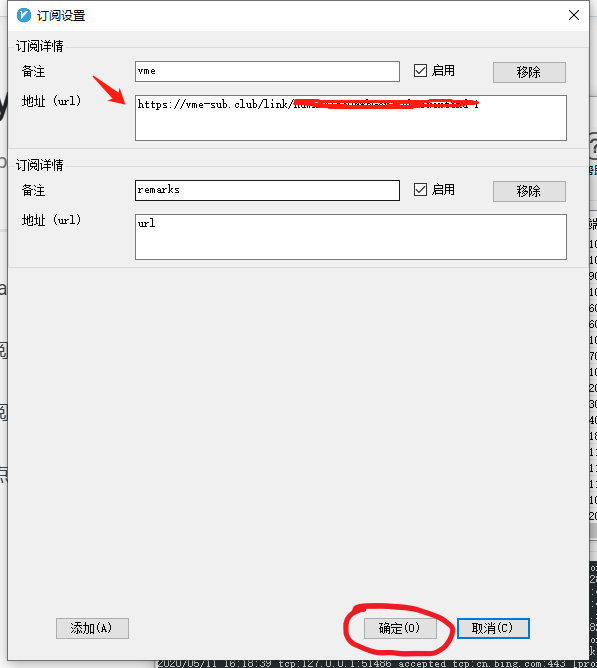 订阅设置
订阅详情
备注
vme
启用
移除
地址 (url)
https://vme-sub.club/link/
订阅详情
备注
remarks
启用
移除
地址 (url)
url
添加(A)
确定(O)
取消(C)
2020/05/11 16:18:39 tcp:127.0.0.1:51486 accepted tcp:cn.bing.com:443 [pro